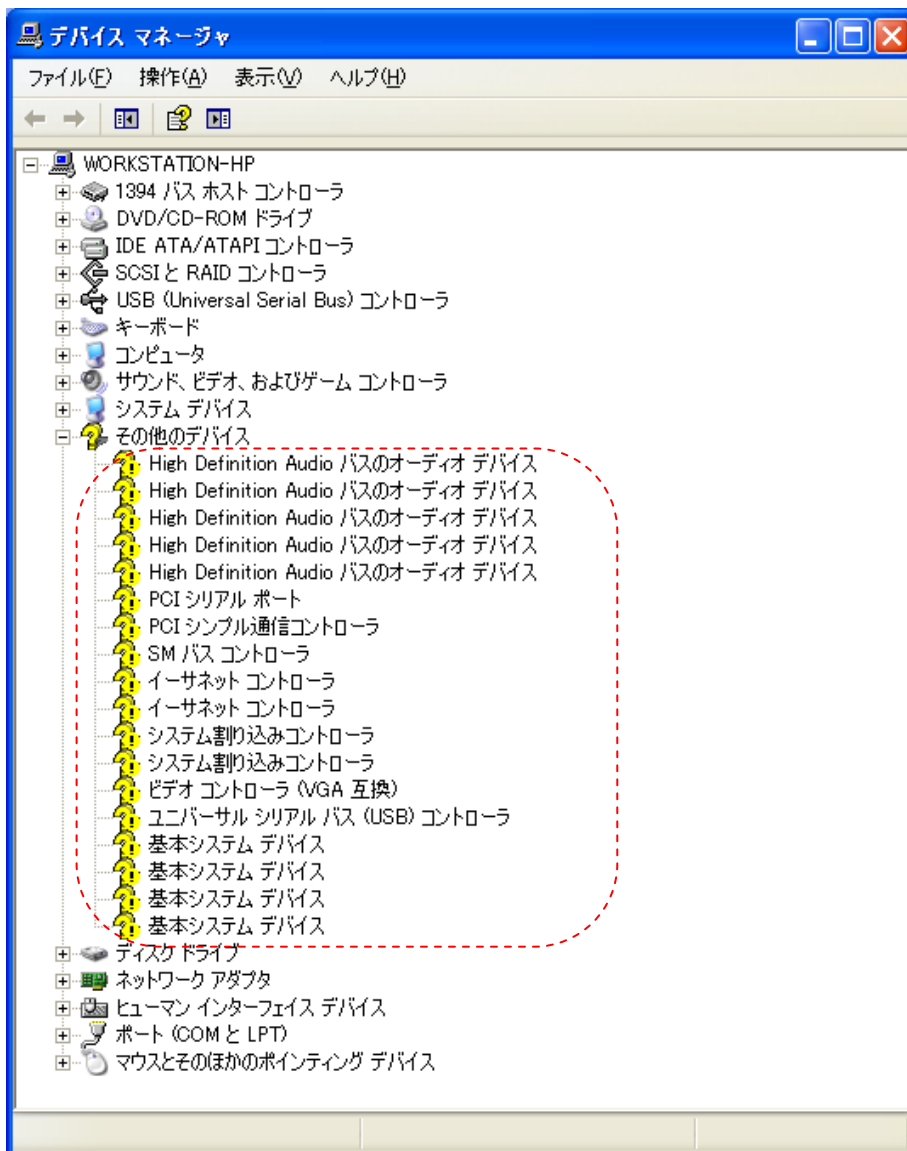 デバイス マネージャ
ファイル(F) 操作(A) 表示(V) ヘルプ(H)
WORKSTATION-HP
1394 バス ホスト コントローラ
DVD/CD-ROM ドライブ
IDE ATA/ATAPI コントローラ
SCSI と RAID コントローラ
USB (Universal Serial Bus) コントローラ
キーボード
コンピュータ
サウンド、ビデオ、およびゲーム コントローラ
システム デバイス
その他のデバイス
High Definition Audio バスのオーディオ デバイス
High Definition Audio バスのオーディオ デバイス
High Definition Audio バスのオーディオ デバイス
High Definition Audio バスのオーディオ デバイス
High Definition Audio バスのオーディオ デバイス
PCI シリアル ポート
PCI シンプル通信コントローラ
SM バス コントローラ
イーサネット コントローラ
イーサネット コントローラ
システム割り込みコントローラ
システム割り込みコントローラ
ビデオ コントローラ (VGA 互換)
ユニバーサル シリアル バス (USB) コントローラ
基本システム デバイス
基本システム デバイス
基本システム デバイス
基本システム デバイス
ディスク ドライブ
ネットワーク アダプタ
ヒューマン インターフェイス デバイス
ポート (COM と LPT)
マウスとそのほかのポインティング デバイス